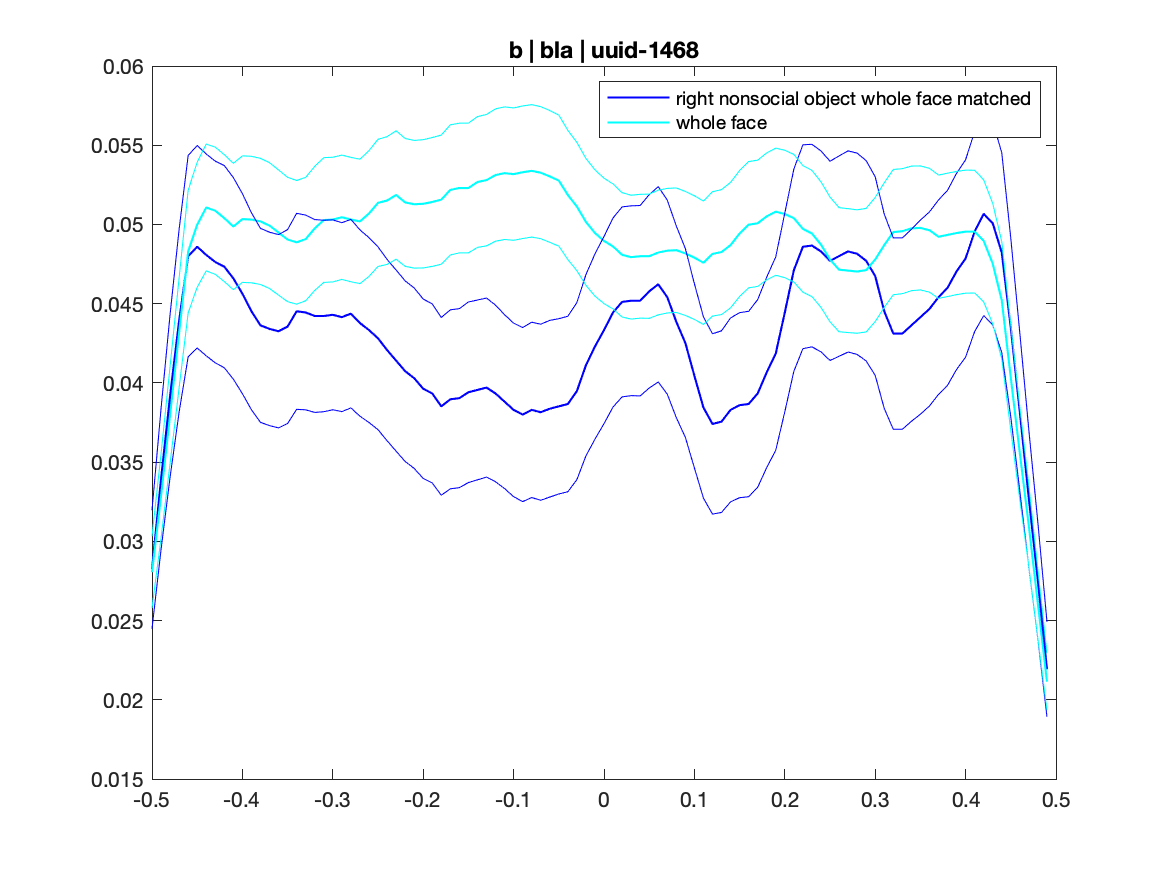 b | bla | uuid-1468
0.06
0.055
0.05
0.045
0.04
0.035
0.03
0.025
0.02
0.015
right nonsocial object whole face matched
whole face
-0.5 -0.4 -0.3 -0.2 -0.1 0 0.1 0.2 0.3 0.4 0.5